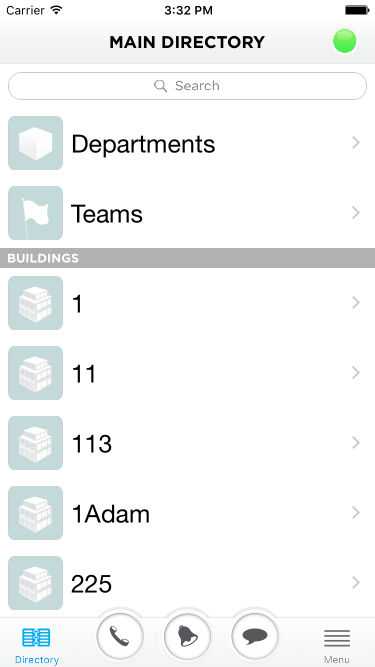 Carrier 3:32 PM
MAIN DIRECTORY
Search
Departments
Teams
BUILDINGS
1
11
113
1Adam
225
Directory Menu